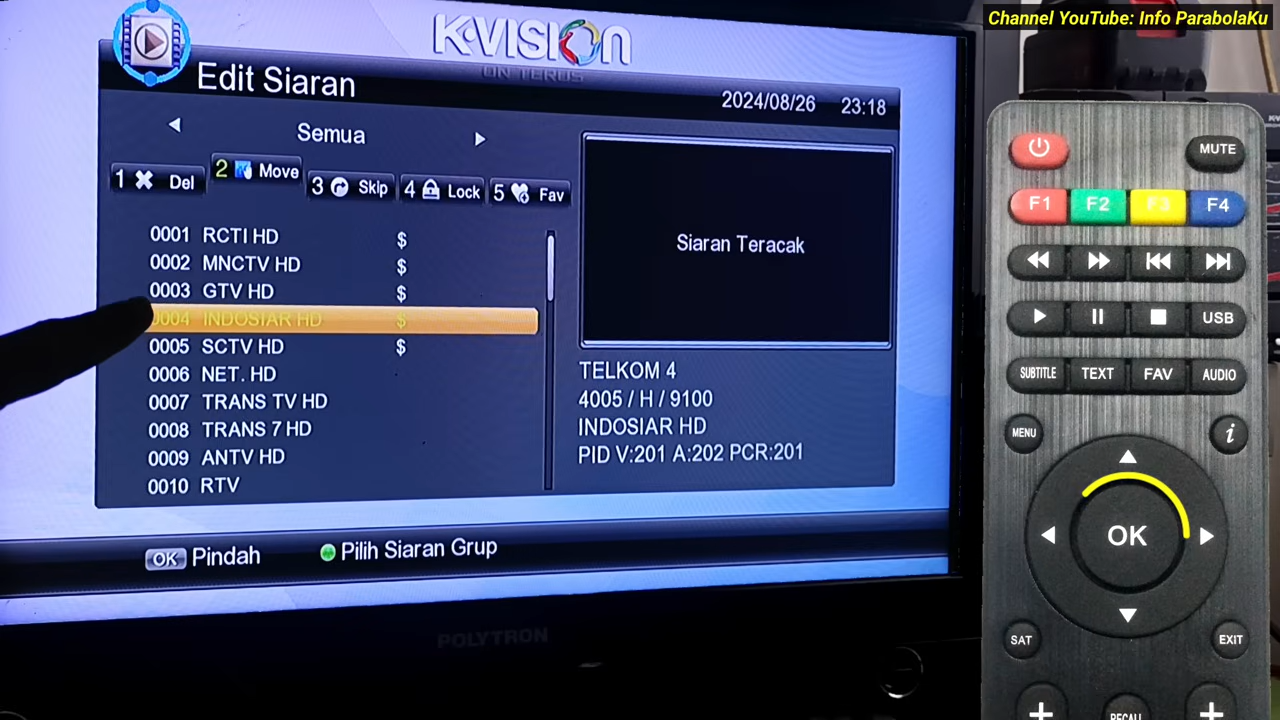 Channel YouTube: Info ParabolaKu
K-VISION
ON TERUS
Edit Siaran
2024/08/26 23:18
Semua
1 Del
2 Move
3 Skip
4 Lock
5 Fav
0001 RCTI HD $
0002 MNCTV HD $
0003 GTV HD $
0004 INDOSIAR HD $
0005 SCTV HD $
0006 NET. HD
0007 TRANS TV HD
0008 TRANS 7 HD
0009 ANTV HD
0010 RTV
Siaran Teracak
TELKOM 4
4005 / H / 9100
INDOSIAR HD
PID V:201 A:202 PCR:201
OK Pindah
Pilih Siaran Grup
POLYTRON
MUTE
F1 F2 F3 F4
USB
SUBTITLE TEXT FAV AUDIO
MENU
i
OK
SAT
EXIT
+ RECALL +